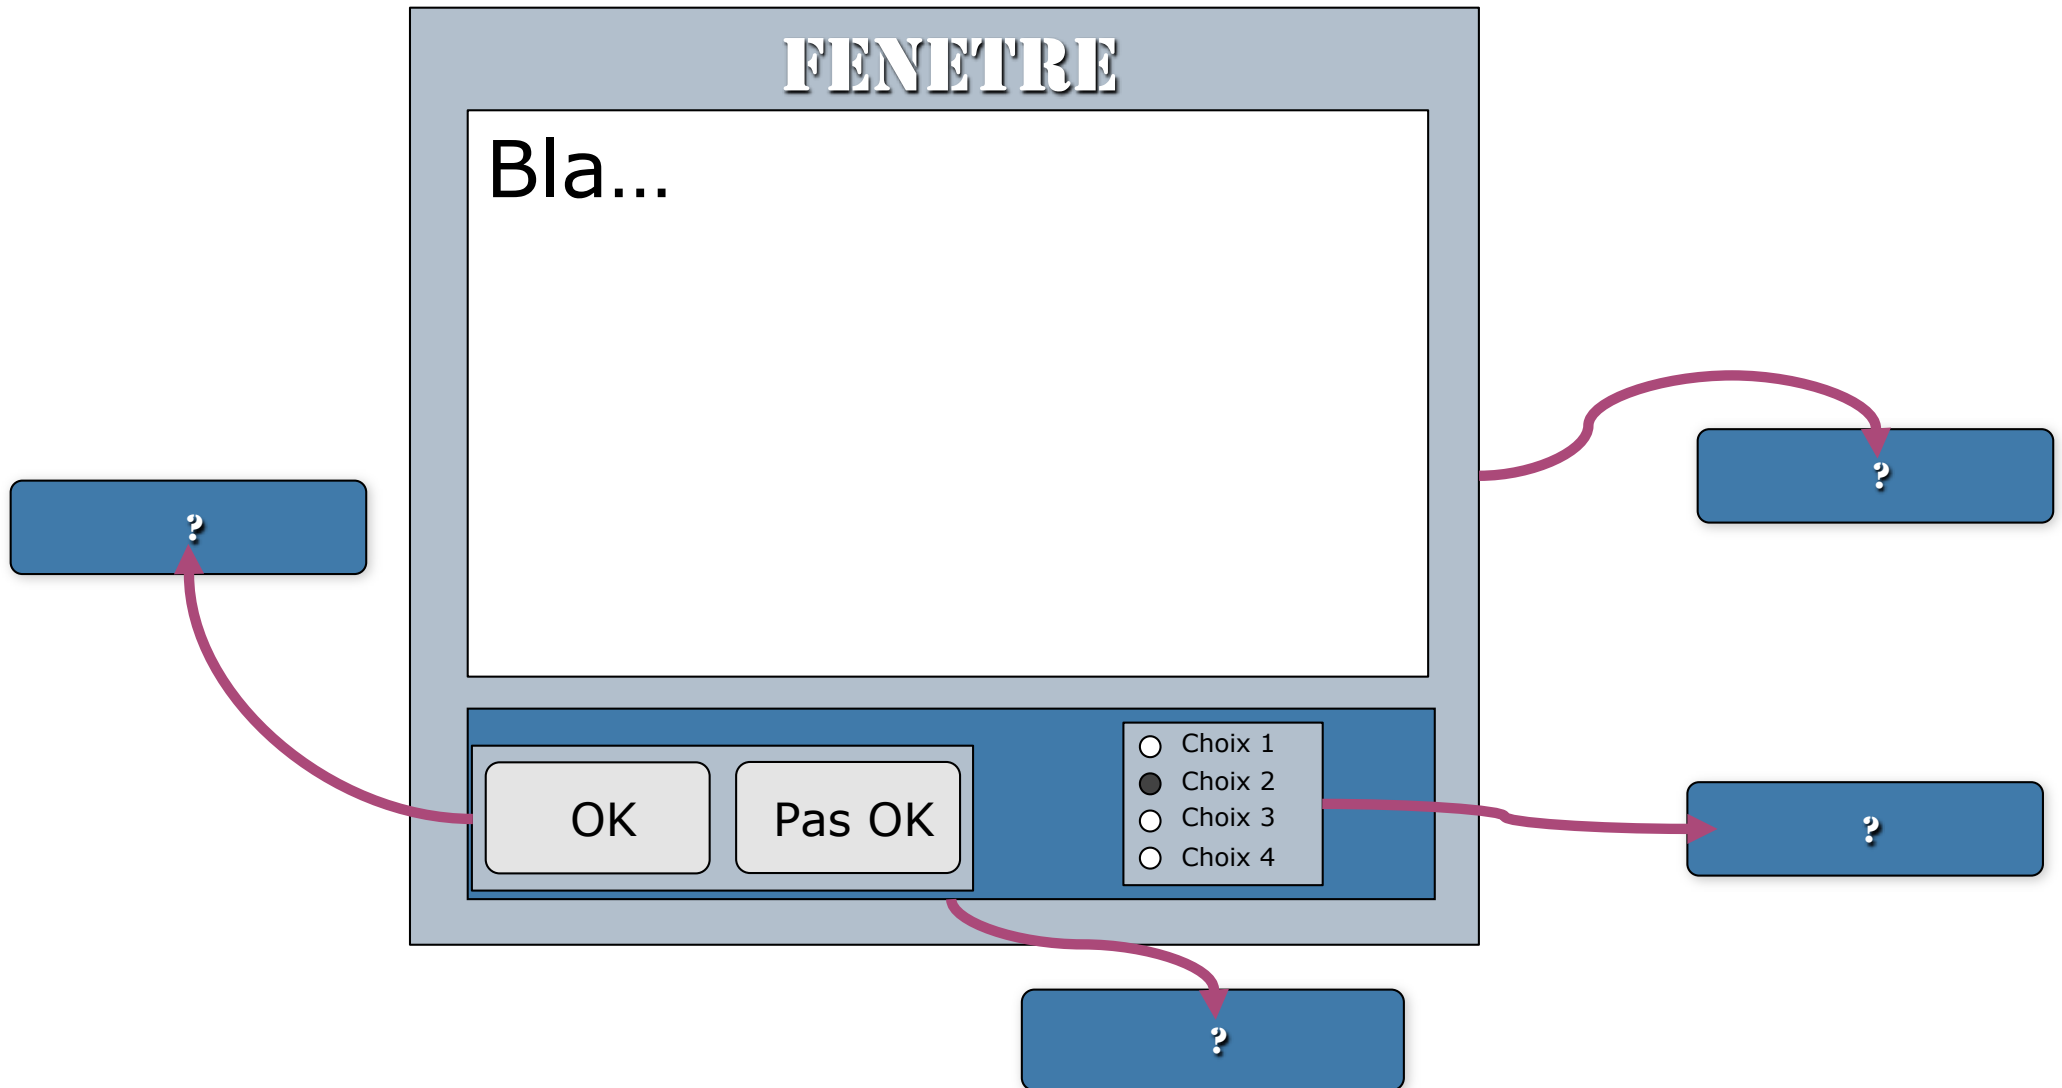 FENETRE
Bla...
?
?
OK
Pas OK
Choix 1
Choix 2
Choix 3
Choix 4
?
?